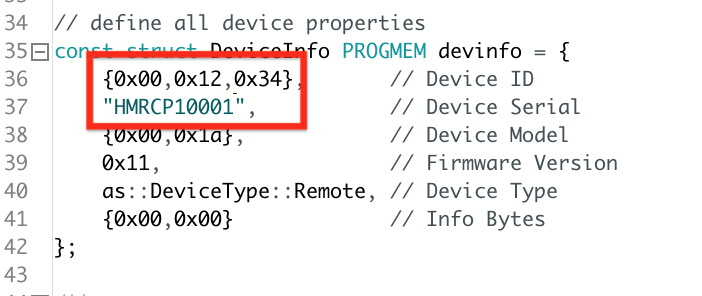 34 // define all device properties
35 const struct DeviceInfo PROGMEM devinfo = {
36 {0x00,0x12,0x34}, // Device ID
37 "HMRCP10001", // Device Serial
38 {0x00,0x1a}, // Device Model
39 0x11, // Firmware Version
40 as::DeviceType::Remote, // Device Type
41 {0x00,0x00} // Info Bytes
42 };
43